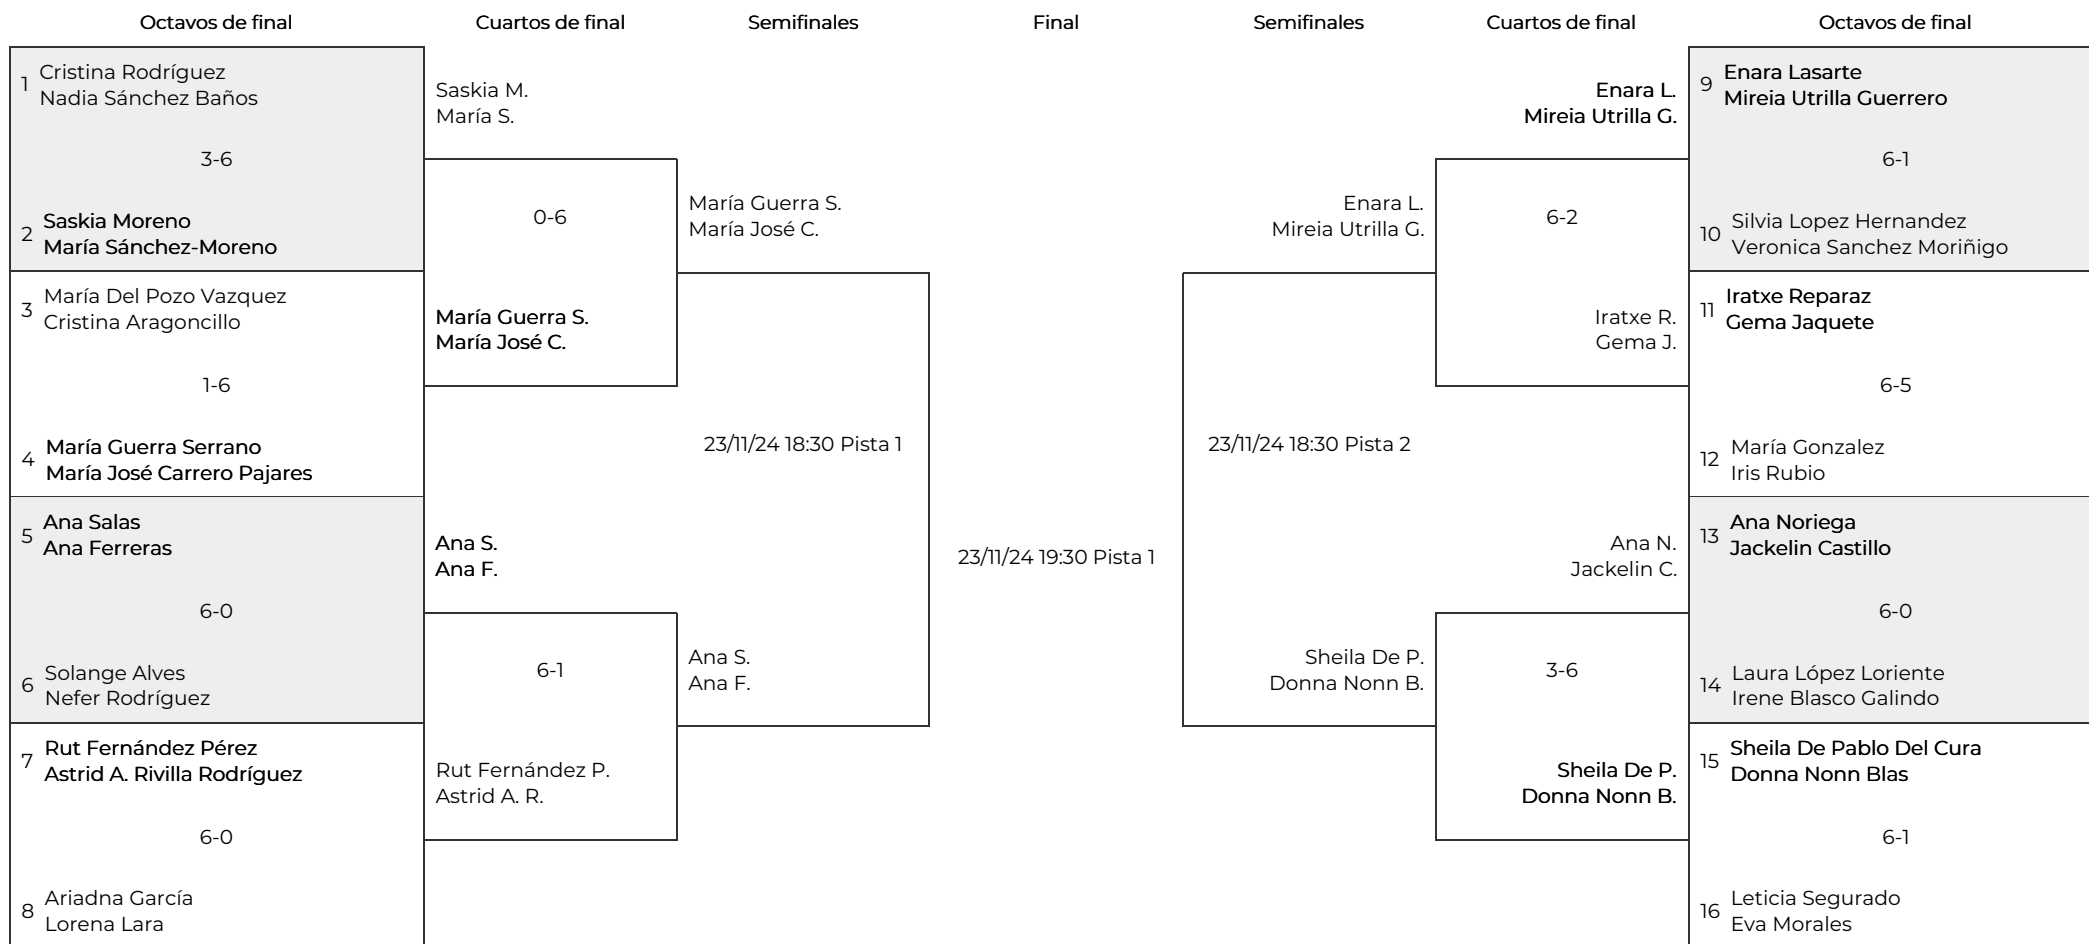 Octavos de final
Cuartos de final
Semifinales
Final
Semifinales
Cuartos de final
Octavos de final
1
Cristina Rodríguez
Nadia Sánchez Baños
3-6
2
Saskia Moreno
María Sánchez-Moreno
3
María Del Pozo Vazquez
Cristina Aragoncillo
1-6
4
María Guerra Serrano
María José Carrero Pajares
5
Ana Salas
Ana Ferreras
6-0
6
Solange Alves
Nefer Rodríguez
7
Rut Fernández Pérez
Astrid A. Rivilla Rodríguez
6-0
8
Ariadna García
Lorena Lara
Saskia M.
María S.
0-6
María Guerra S.
María José C.
Ana S.
Ana F.
6-1
Rut Fernández P.
Astrid A. R.
María Guerra S.
María José C.
23/11/24 18:30 Pista 1
Ana S.
Ana F.
23/11/24 19:30 Pista 1
Enara L.
Mireia Utrilla G.
23/11/24 18:30 Pista 2
Sheila De P.
Donna Nonn B.
Enara L.
Mireia Utrilla G.
6-2
Iratxe R.
Gema J.
Ana N.
Jackelin C.
3-6
Sheila De P.
Donna Nonn B.
9
Enara Lasarte
Mireia Utrilla Guerrero
6-1
10
Silvia Lopez Hernandez
Veronica Sanchez Moriñigo
11
Iratxe Reparaz
Gema Jaquete
6-5
12
María Gonzalez
Iris Rubio
13
Ana Noriega
Jackelin Castillo
6-0
14
Laura López Loriente
Irene Blasco Galindo
15
Sheila De Pablo Del Cura
Donna Nonn Blas
6-1
16
Leticia Segurado
Eva Morales